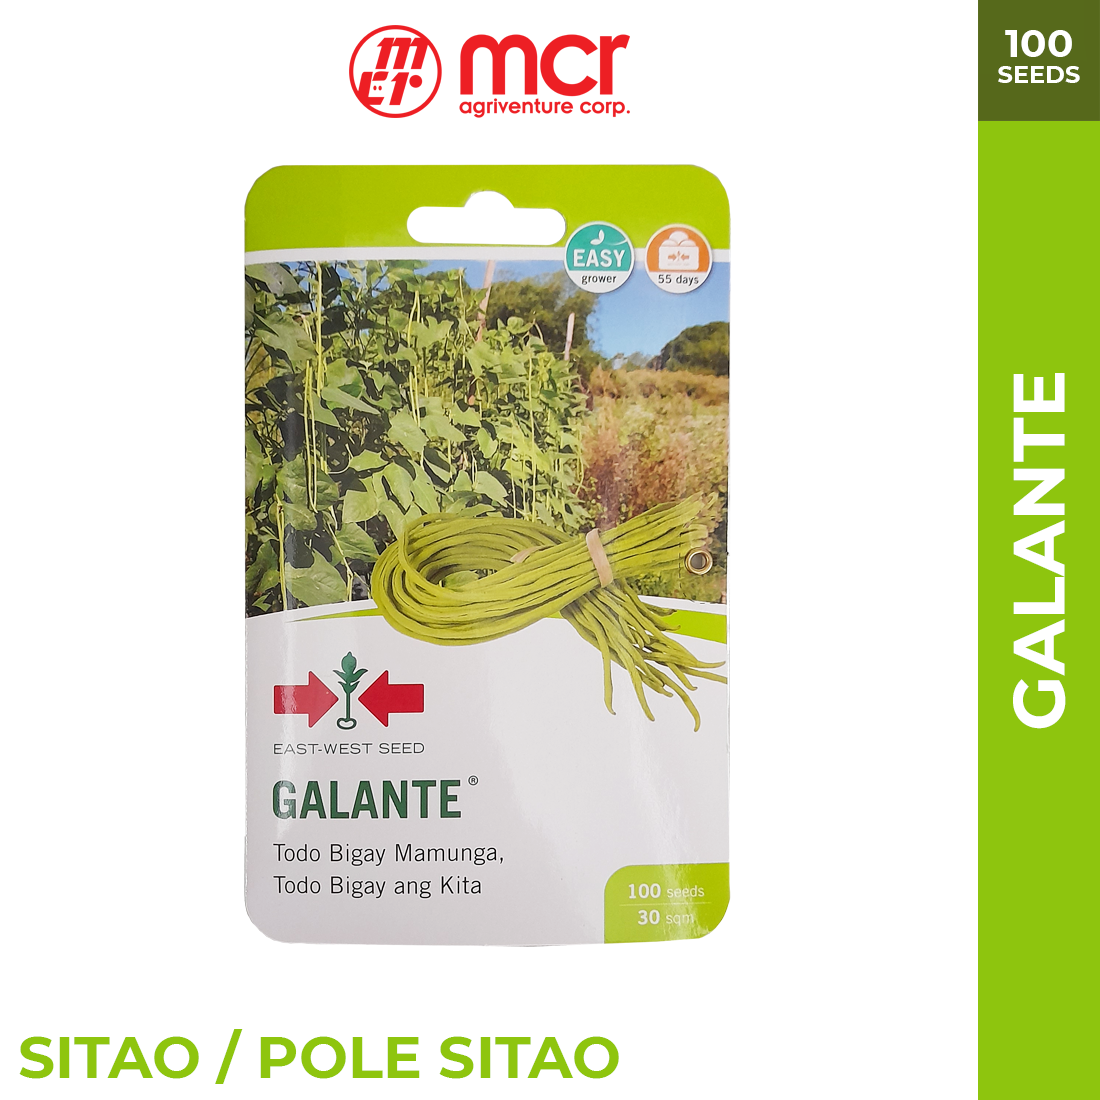 mcr
mcr
agriventure corp.
100
SEEDS
EASY
grower
55 days
GALANTE
EAST-WEST SEED
GALANTE®
Todo Bigay Mamunga,
Todo Bigay ang Kita
100 seeds
30 sqm
SITAO / POLE SITAO